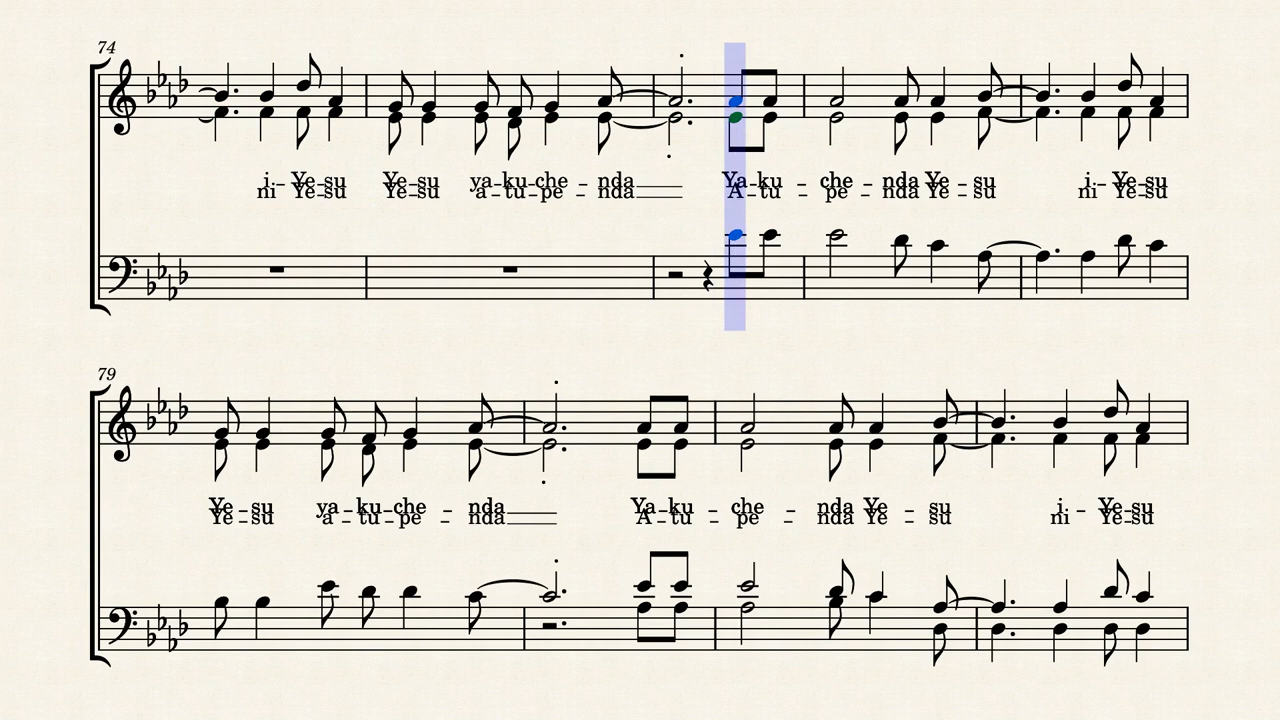 74
i - Ye-su Ye-su ya-ku-che - nda Ya-ku - che - nda Ye - su i - Ye-su
ni Ye-su Ye-su a-tu-pe - nda A-tu - pe - nda Ye - su ni Ye-su
79
Ye - su ya-ku-che - nda Ya-ku - che - nda Ye - su i - Ye-su
Ye - su a - tu - pe - nda A - tu - pe - nda Ye - su ni Ye-su